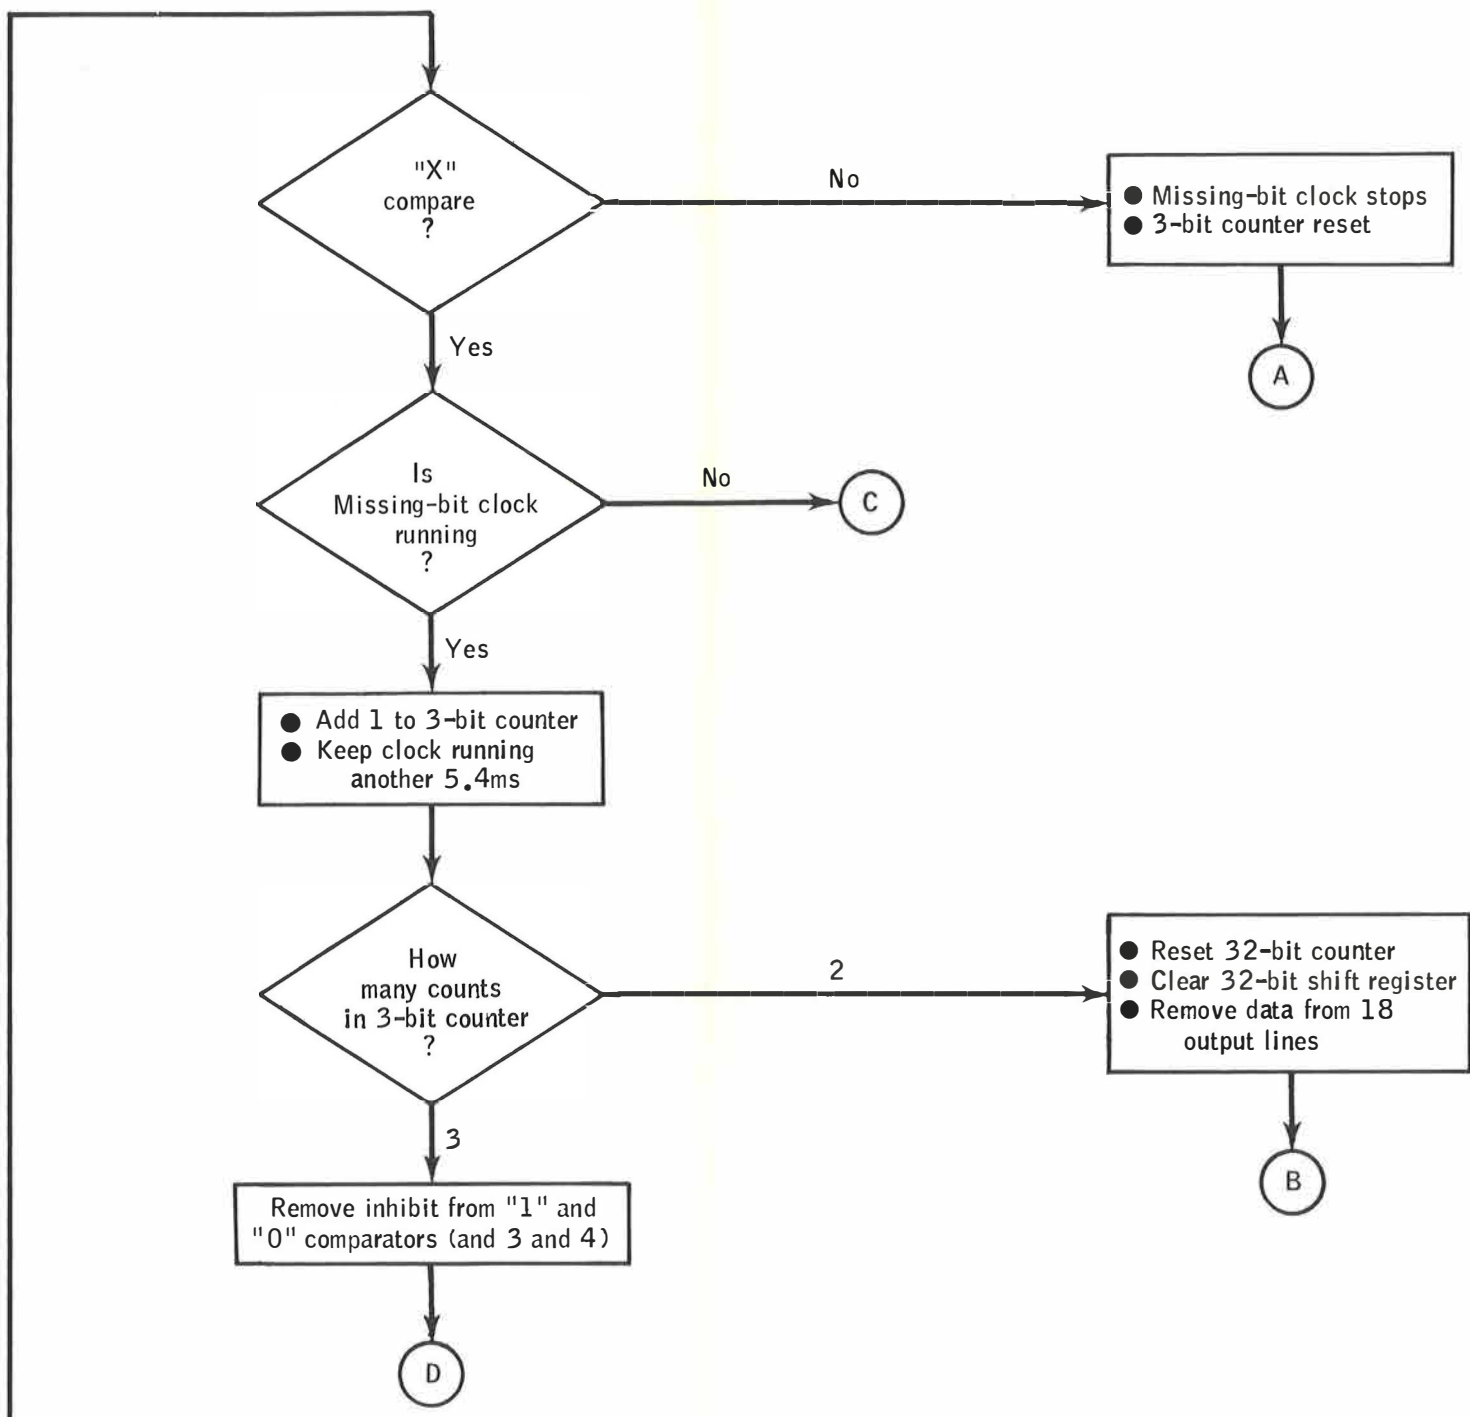 "X"
compare
?
No
● Missing-bit clock stops
● 3-bit counter reset
A
Yes
Is
Missing-bit clock
running
?
No
C
Yes
● Add 1 to 3-bit counter
● Keep clock running
another 5.4ms
How
many counts
in 3-bit counter
?
2
● Reset 32-bit counter
● Clear 32-bit shift register
● Remove data from 18
output lines
B
3
Remove inhibit from "1" and
"0" comparators (and 3 and 4)
D